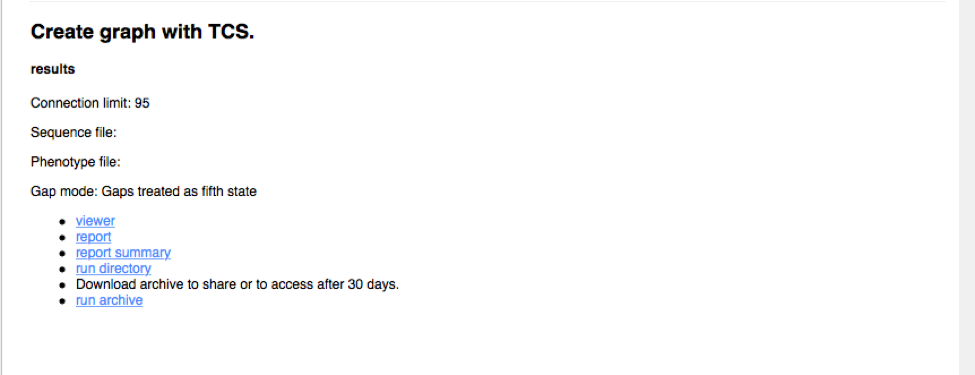 Create graph with TCS.
results
Connection limit: 95
Sequence file:
Phenotype file:
Gap mode: Gaps treated as fifth state
viewer
report
report summary
run directory
Download archive to share or to access after 30 days.
run archive